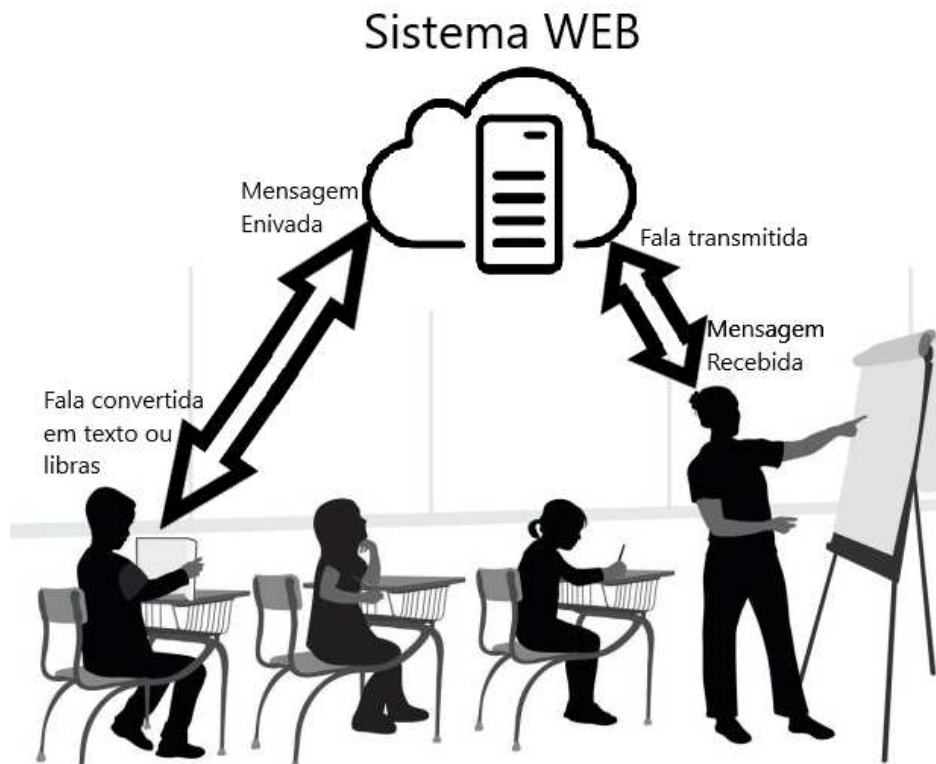 Sistema WEB
Mensagem
Enivada
Fala transmitida
Mensagem
Recebida
Fala convertida
em texto ou
libras